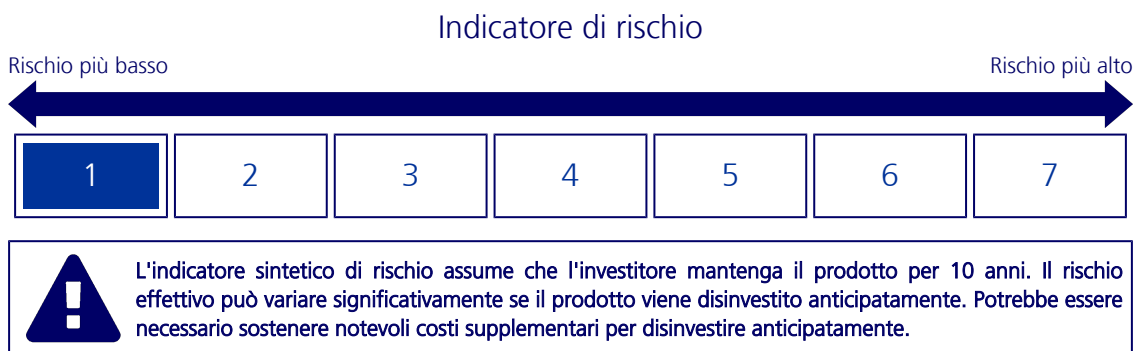 Indicatore di rischio
Rischio più basso Rischio più alto
1 2 3 4 5 6 7
L'indicatore sintetico di rischio assume che l'investitore mantenga il prodotto per 10 anni. Il rischio
effettivo può variare significativamente se il prodotto viene disinvestito anticipatamente. Potrebbe essere
necessario sostenere notevoli costi supplementari per disinvestire anticipatamente.